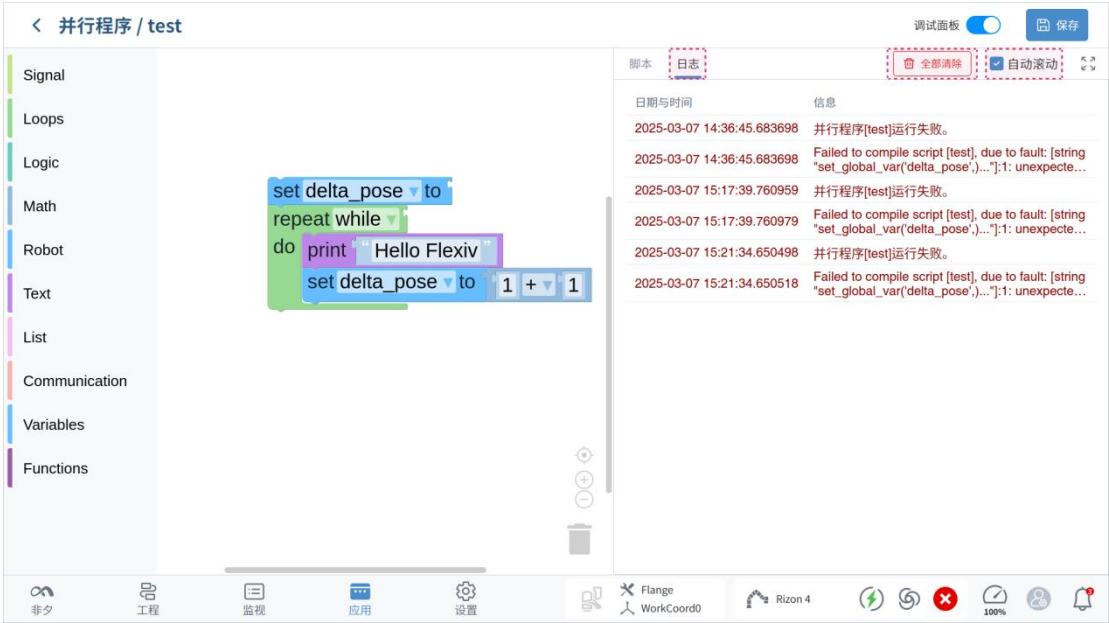 并行程序 / test
调试面板
保存
Signal
Loops
Logic
Math
Robot
Text
List
Communication
Variables
Functions
set delta_pose to
repeat while
do print “ Hello Flexiv ”
set delta_pose to 1 + 1
脚本 日志 全部清除 自动滚动
日期与时间 信息
2025-03-07 14:36:45.683698 并行程序[test]运行失败。
2025-03-07 14:36:45.683698 Failed to compile script [test], due to fault: [string
"set_global_var('delta_pose',)..."]:1: unexpecte…
2025-03-07 15:17:39.760959 并行程序[test]运行失败。
2025-03-07 15:17:39.760979 Failed to compile script [test], due to fault: [string
"set_global_var('delta_pose',)..."]:1: unexpecte…
2025-03-07 15:21:34.650498 并行程序[test]运行失败。
2025-03-07 15:21:34.650518 Failed to compile script [test], due to fault: [string
"set_global_var('delta_pose',)..."]:1: unexpecte…
非夕
工程
监视
应用
设置
Flange
WorkCoord0
Rizon 4
100%